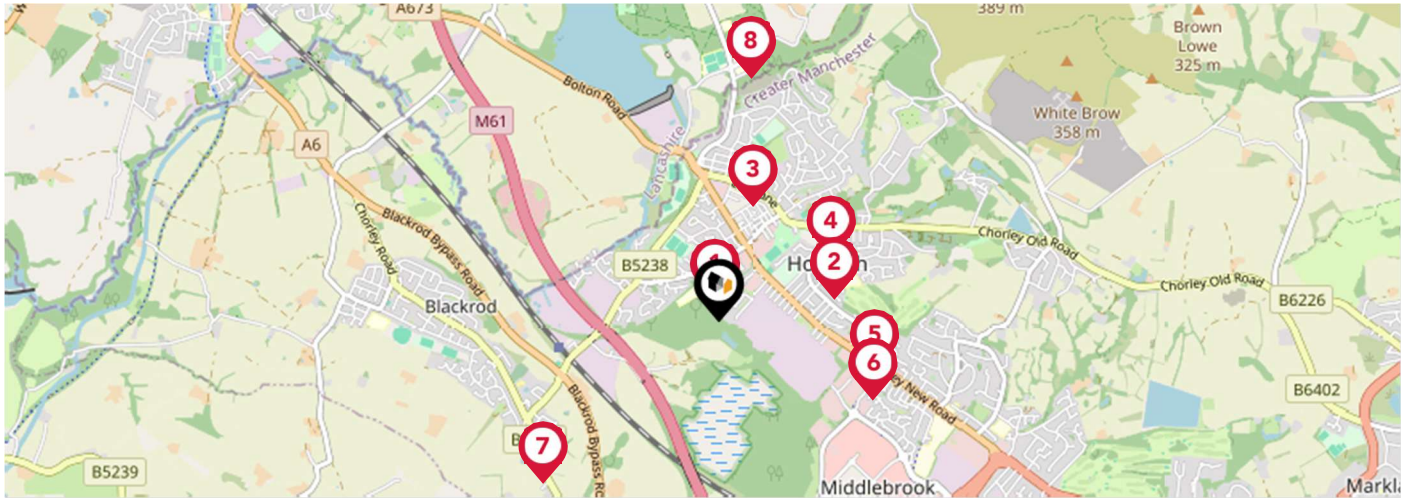 A673
389 m
Brown
Lowe
325 m
8
Greater Manchester
Bolton Road
M61
White Brow
358 m
A6
Lancashire
3
Chorley Road
Blackrod Bypass Road
4
Chorley Old Road
B5238
2
Chorley Old Road
B6226
Blackrod
5
6
New Road
B6402
Blackrod Bypass
7
B5239
Middlebrook